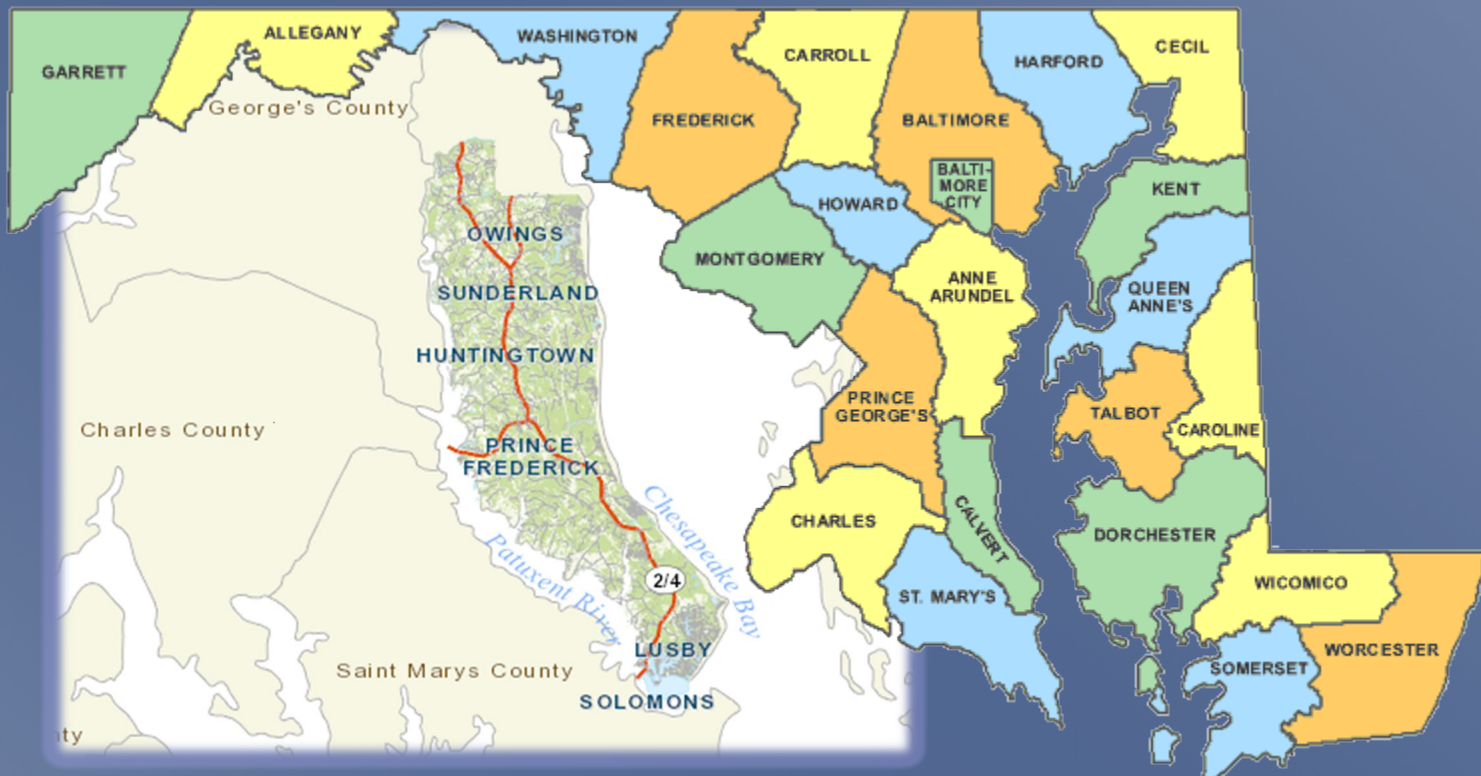 ALLEGANY
WASHINGTON
CARROLL
CECIL
HARFORD
GARRETT
George's County
FREDERICK
BALTIMORE
BALTI-
MORE
CITY
KENT
HOWARD
OWINGS
MONTGOMERY
ANNE
ARUNDEL
QUEEN
ANNE'S
SUNDERLAND
HUNTINGTOWN
PRINCE
GEORGE'S
TALBOT
CAROLINE
Charles County
PRINCE
FREDERICK
Chesapeake Bay
CHARLES
CALVERT
DORCHESTER
Patuxent River
2/4
WICOMICO
ST. MARY'S
LUSBY
WORCESTER
Saint Marys County
SOMERSET
SOLOMONS
nty